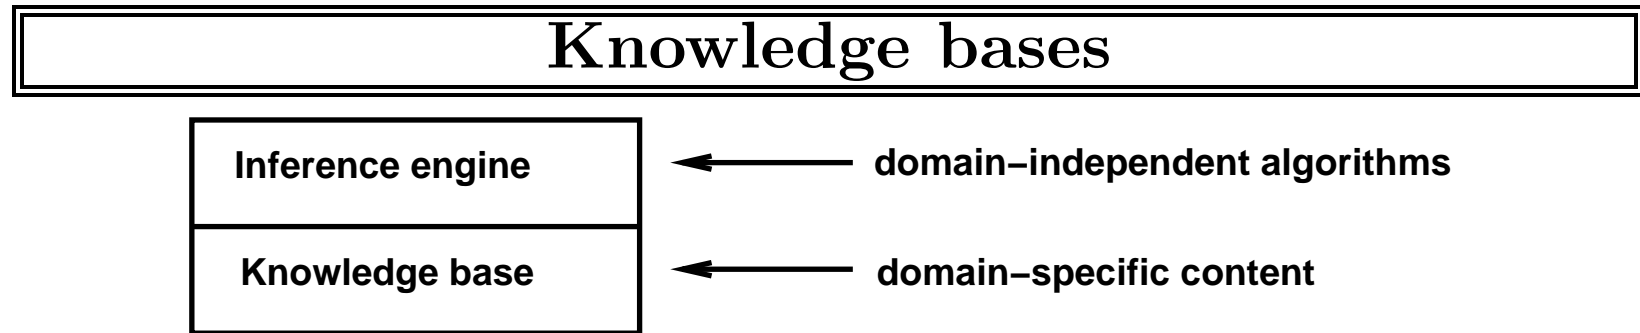 Knowledge bases
Inference engine
domain−independent algorithms
Knowledge base
domain−specific content